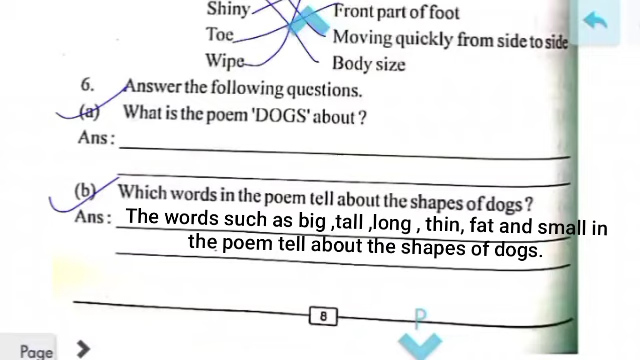 Shiny Front part of foot
Toe Moving quickly from side to side
Wipe Body size
6. Answer the following questions.
(a) What is the poem 'DOGS' about ?
Ans :
(b) Which words in the poem tell about the shapes of dogs ?
Ans : The words such as big ,tall ,long , thin, fat and small in
the poem tell about the shapes of dogs.
8
P
Page